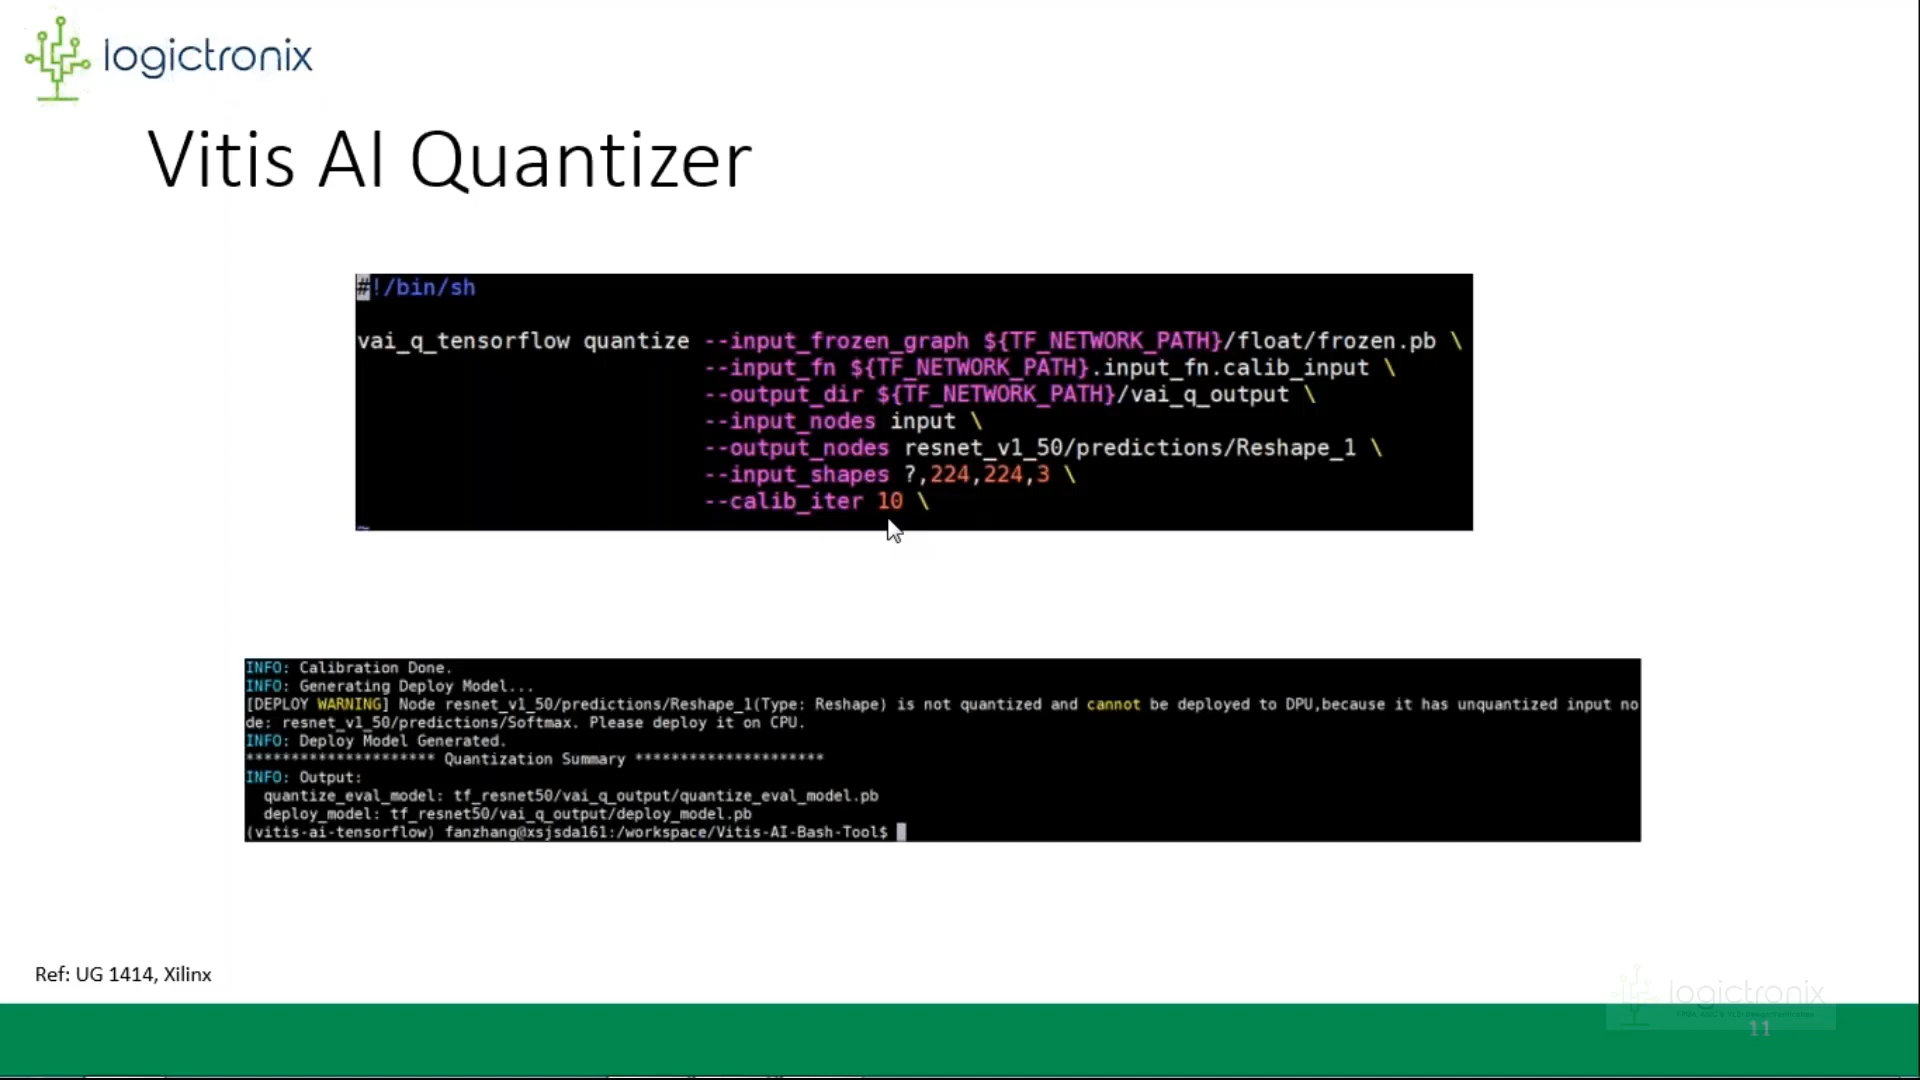 logictronix
Vitis AI Quantizer
#!/bin/sh
vai_q_tensorflow quantize --input_frozen_graph ${TF_NETWORK_PATH}/float/frozen.pb \
--input_fn ${TF_NETWORK_PATH}.input_fn.calib_input \
--output_dir ${TF_NETWORK_PATH}/vai_q_output \
--input_nodes input \
--output_nodes resnet_v1_50/predictions/Reshape_1 \
--input_shapes ?,224,224,3 \
--calib_iter 10 \
~
INFO: Calibration Done.
INFO: Generating Deploy Model...
[DEPLOY WARNING] Node resnet_v1_50/predictions/Reshape_1(Type: Reshape) is not quantized and cannot be deployed to DPU,because it has unquantized input no
de: resnet_v1_50/predictions/Softmax. Please deploy it on CPU.
INFO: Deploy Model Generated.
********************* Quantization Summary *********************
INFO: Output:
quantize_eval_model: tf_resnet50/vai_q_output/quantize_eval_model.pb
deploy_model: tf_resnet50/vai_q_output/deploy_model.pb
(vitis-ai-tensorflow) fanzhang@xsjsda161:/workspace/Vitis-AI-Bash-Tool$
Ref: UG 1414, Xilinx
logictronix
11